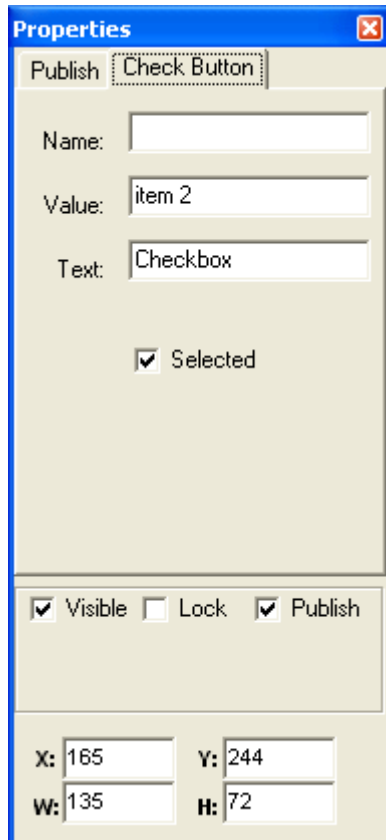 Properties
Publish Check Button
Name:
Value: item 2
Text: Checkbox
Selected
Visible Lock Publish
X: 165 Y: 244
W: 135 H: 72